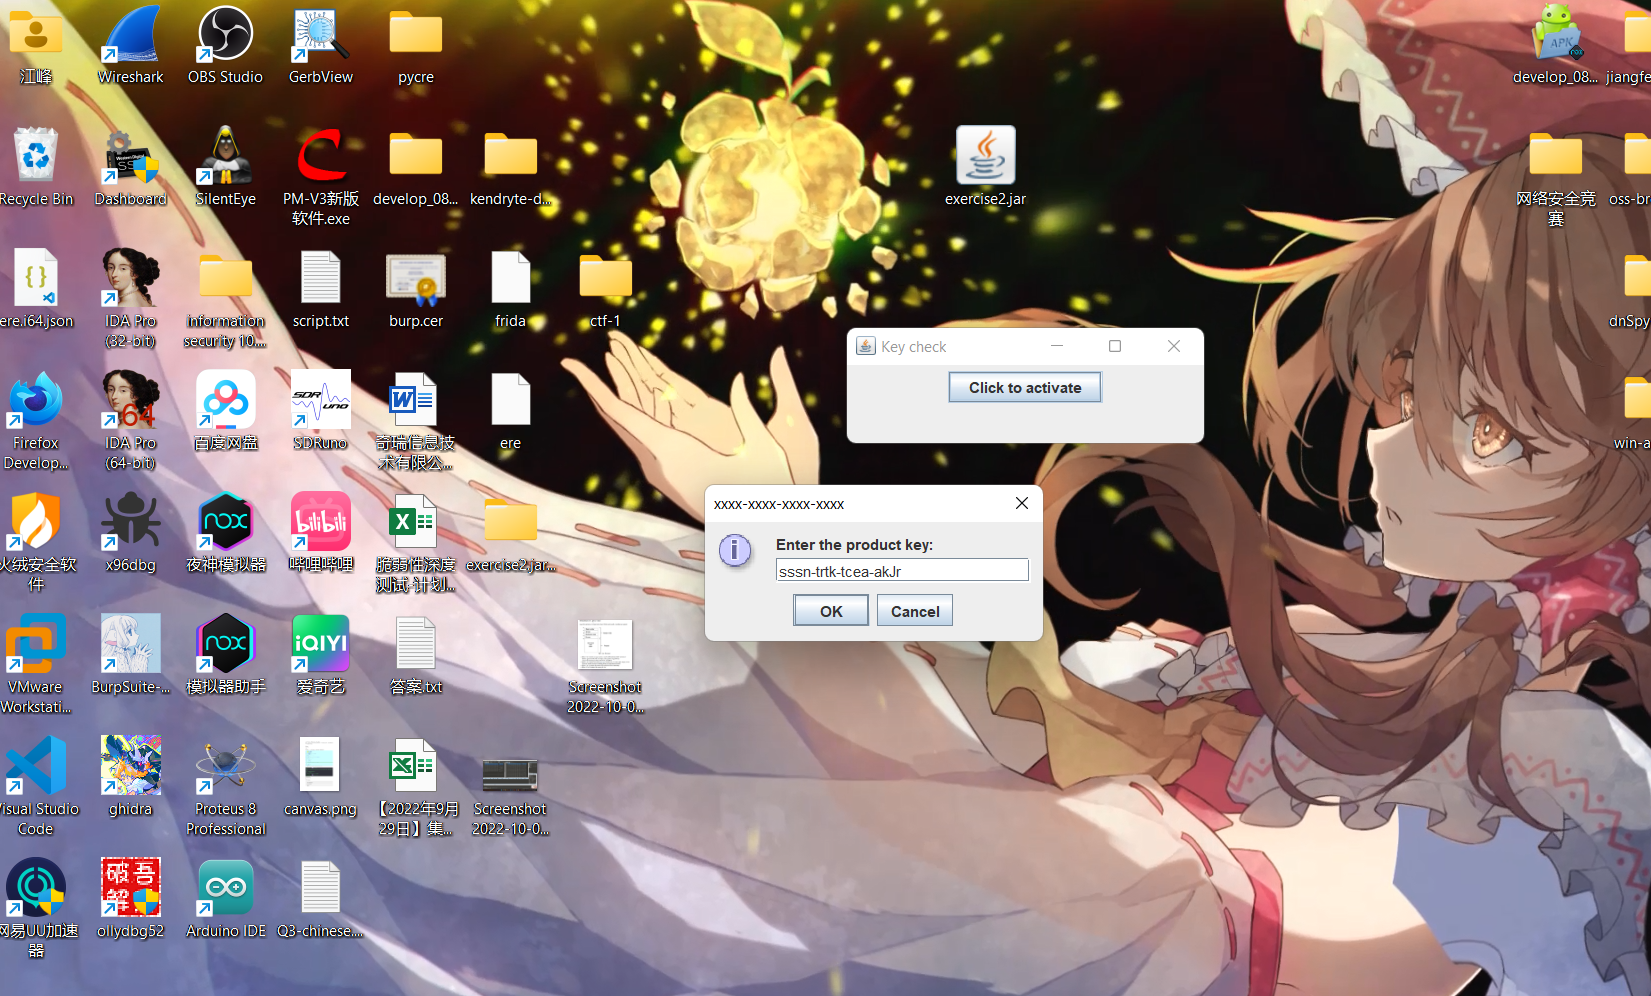 江峰
Wireshark
OBS Studio
GerbView
pycre
develop_08...
jiangfe
Recycle Bin
Dashboard
SilentEye
PM-V3新版
软件.exe
develop_08...
kendryte-d...
exercise2.jar
网络安全竞
赛
oss-br
ere.i64.json
IDA Pro
(32-bit)
information
security 10....
script.txt
burp.cer
frida
ctf-1
dnSpy
Key check
Click to activate
Firefox
Develop...
IDA Pro
(64-bit)
64
百度网盘
SDRuno
奇瑞信息技
术有限公...
ere
win-a
xxxx-xxxx-xxxx-xxxx
Enter the product key:
sssn-trtk-tcea-akJr
OK
Cancel
火绒安全软
件
x96dbg
nox
夜神模拟器
bilibili
哔哩哔哩
脆弱性深度
测试-计划...
exercise2.jar...
VMware
Workstati...
BurpSuite-...
nox
模拟器助手
iQIYI
爱奇艺
答案.txt
Screenshot
2022-10-0...
Visual Studio
Code
ghidra
Proteus 8
Professional
canvas.png
【2022年9月
29日】集...
Screenshot
2022-10-0...
网易UU加速
器
吾
破
解
ollydbg52
Arduino IDE
Q3-chinese....